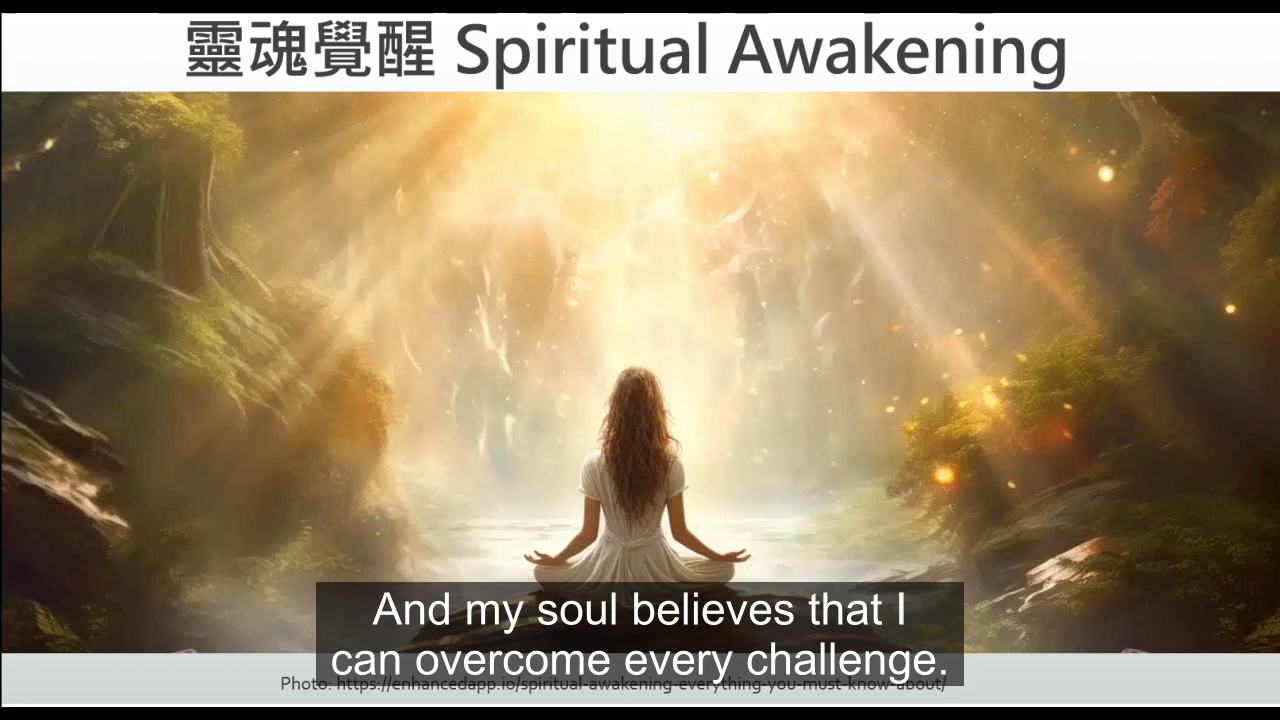 靈魂覺醒 Spiritual Awakening
And my soul believes that I
can overcome every challenge.
Photo: https://enhancedapp.io/spiritual-awakening-everything-you-must-know-about/